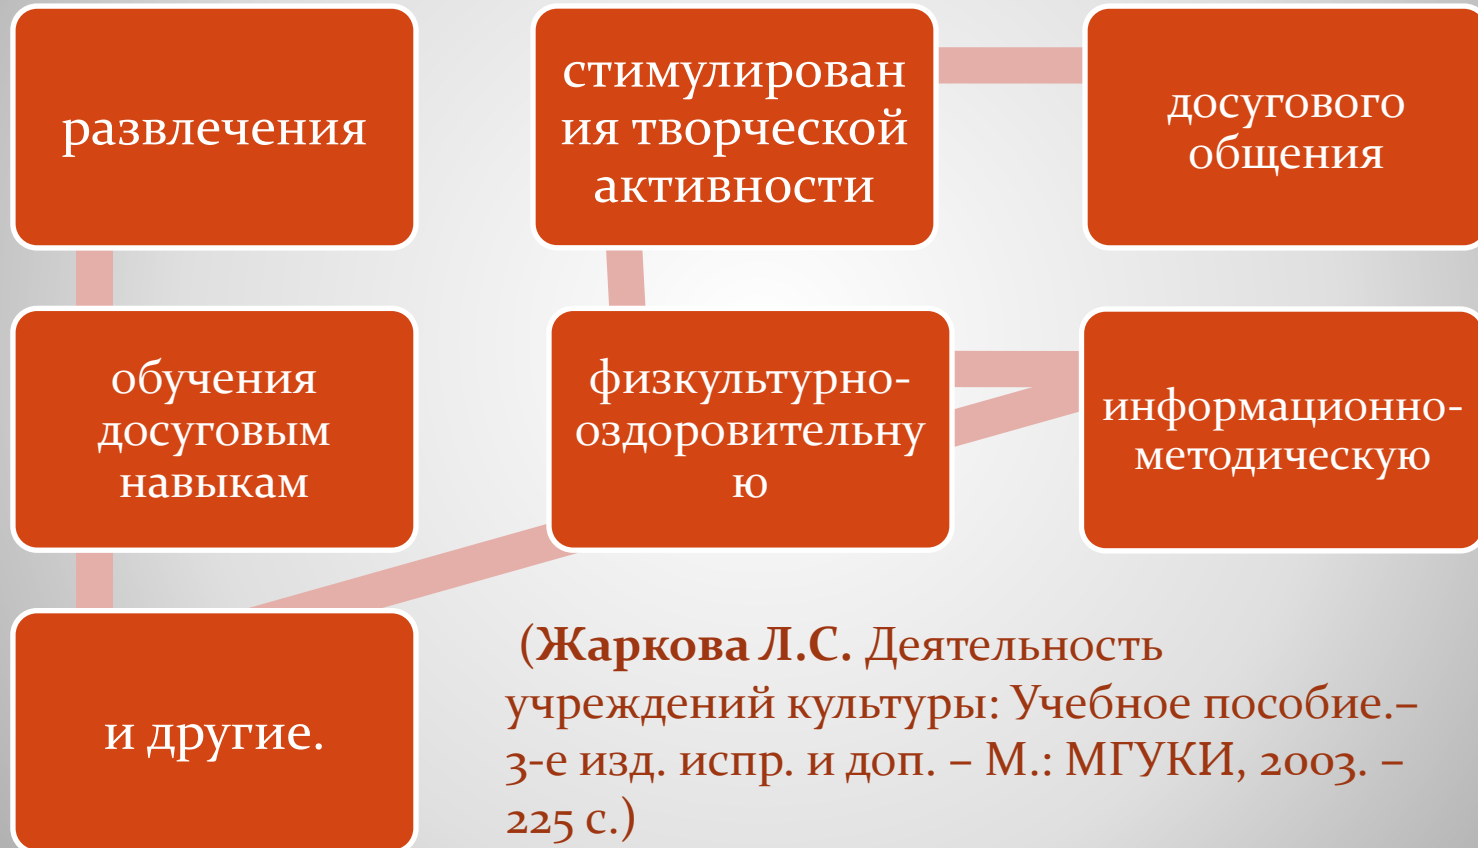 развлечения
стимулирован
ия творческой
активности
досугового
общения
обучения
досуговым
навыкам
физкультурно-
оздоровительну
ю
информационно-
методическую
и другие.
(Жаркова Л.С. Деятельность
учреждений культуры: Учебное пособие.–
3-е изд. испр. и доп. – М.: МГУКИ, 2003. –
225 с.)